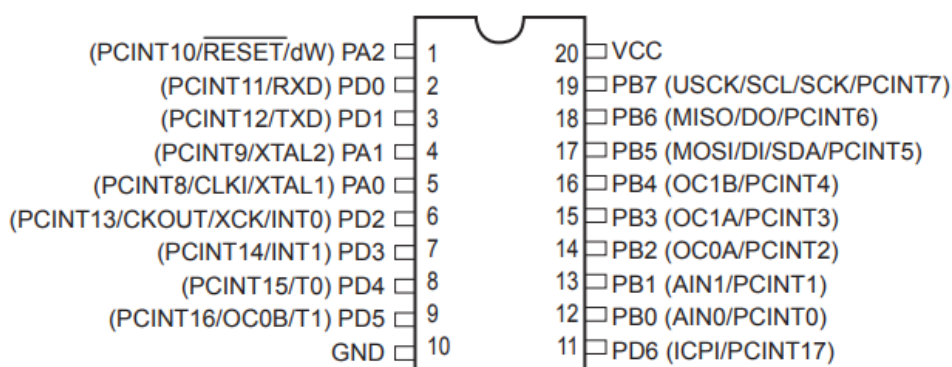 (PCINT10/RESET/dW) PA2 1 20 VCC
(PCINT11/RXD) PD0 2 19 PB7 (USCK/SCL/SCK/PCINT7)
(PCINT12/TXD) PD1 3 18 PB6 (MISO/DO/PCINT6)
(PCINT9/XTAL2) PA1 4 17 PB5 (MOSI/DI/SDA/PCINT5)
(PCINT8/CLKI/XTAL1) PA0 5 16 PB4 (OC1B/PCINT4)
(PCINT13/CKOUT/XCK/INT0) PD2 6 15 PB3 (OC1A/PCINT3)
(PCINT14/INT1) PD3 7 14 PB2 (OC0A/PCINT2)
(PCINT15/T0) PD4 8 13 PB1 (AIN1/PCINT1)
(PCINT16/OC0B/T1) PD5 9 12 PB0 (AIN0/PCINT0)
GND 10 11 PD6 (ICPI/PCINT17)